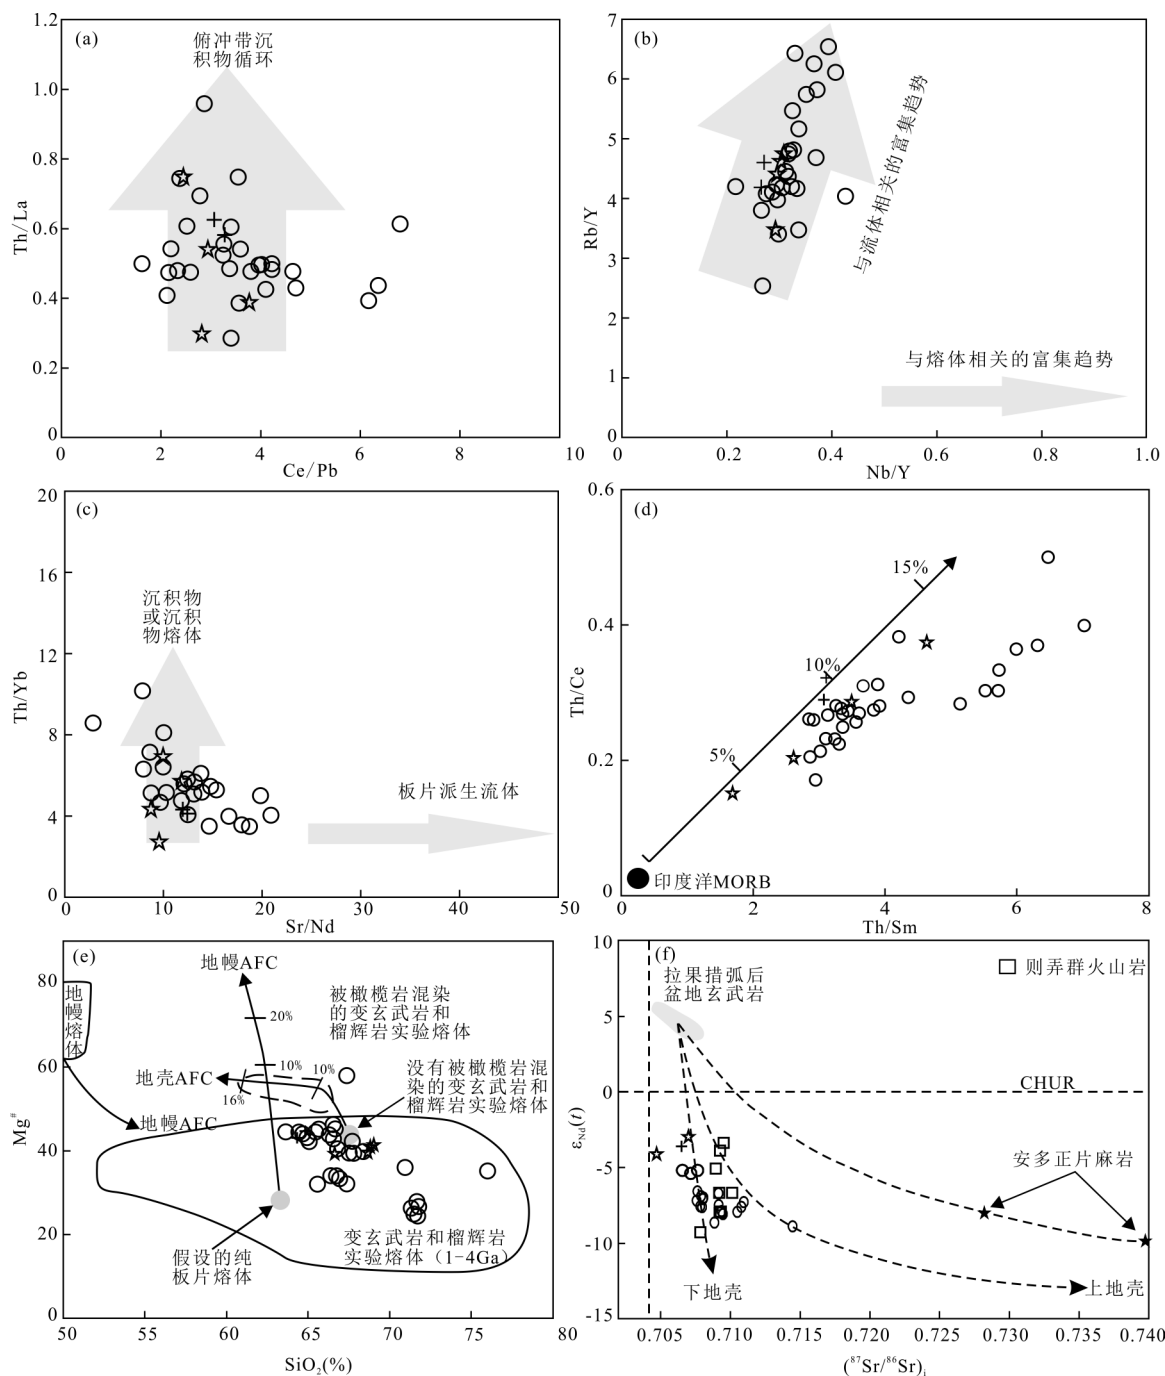 (a)
俯冲带沉
积物循环
Th/La
1.2
1.0
0.8
0.6
0.4
0.2
0
0 2 4 6 8 10
Ce/Pb
(b)
与流体相关的富集趋势
与熔体相关的富集趋势
Rb/Y
7
6
5
4
3
2
1
0
0 0.2 0.4 0.6 0.8 1.0
Nb/Y
(c)
沉积物
或沉积
物熔体
板片派生流体
Th/Yb
20
16
12
8
4
0
0 10 20 30 40 50
Sr/Nd
(d)
15%
10%
5%
印度洋MORB
Th/Ce
0.6
0.4
0.2
0
0 2 4 6 8
Th/Sm
(e)
地幔AFC
地幔熔体
20%
被橄榄岩混染
的变玄武岩和
榴辉岩实验熔体
10%
10%
16%
地壳AFC
没有被橄榄岩混
染的变玄武岩和
榴辉岩实验熔体
地幔AFC
假设的纯
板片熔体
变玄武岩和榴辉岩
实验熔体（1-4Ga）
Mg#
80
60
40
20
0
50 55 60 65 70 75 80
SiO₂(%)
(f)
拉果措弧后
盆地玄武岩
则弄群火山岩
CHUR
安多正片麻岩
下地壳
上地壳
εNd(t)
10
5
0
-5
-10
-15
0.705 0.710 0.715 0.720 0.725 0.730 0.735 0.740
(⁸⁷Sr/⁸⁶Sr)ᵢ